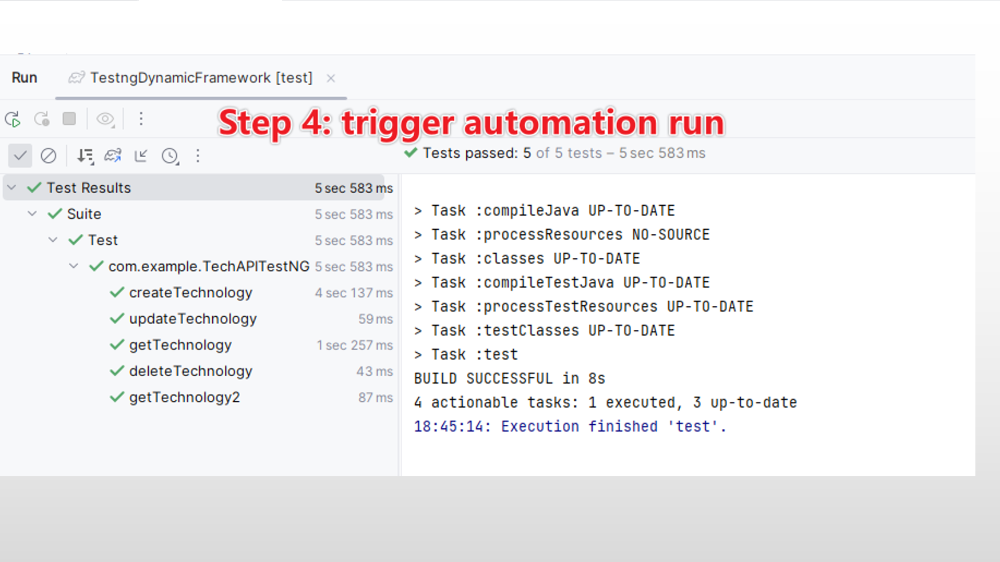 Run TestngDynamicFramework [test]
Step 4: trigger automation run
Tests passed: 5 of 5 tests – 5 sec 583 ms
Test Results 5 sec 583 ms
Suite 5 sec 583 ms
Test 5 sec 583 ms
com.example.TechAPITestNG 5 sec 583 ms
createTechnology 4 sec 137 ms
updateTechnology 59 ms
getTechnology 1 sec 257 ms
deleteTechnology 43 ms
getTechnology2 87 ms
> Task :compileJava UP-TO-DATE
> Task :processResources NO-SOURCE
> Task :classes UP-TO-DATE
> Task :compileTestJava UP-TO-DATE
> Task :processTestResources UP-TO-DATE
> Task :testClasses UP-TO-DATE
> Task :test
BUILD SUCCESSFUL in 8s
4 actionable tasks: 1 executed, 3 up-to-date
18:45:14: Execution finished 'test'.